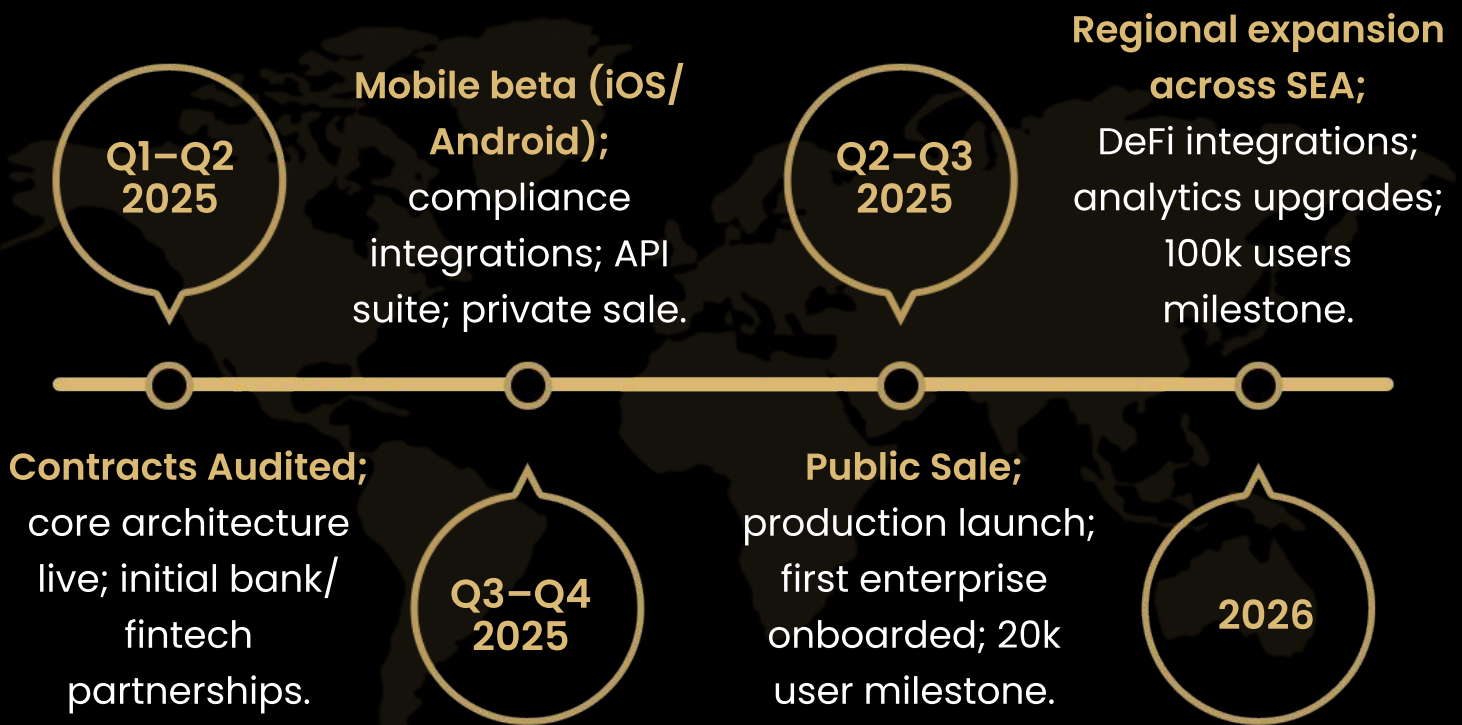 Q1–Q2
2025
Contracts Audited;
core architecture
live; initial bank/
fintech
partnerships.
Mobile beta (iOS/
Android);
compliance
integrations; API
suite; private sale.
Q3–Q4
2025
Q2–Q3
2025
Public Sale;
production launch;
first enterprise
onboarded; 20k
user milestone.
Regional expansion
across SEA;
DeFi integrations;
analytics upgrades;
100k users
milestone.
2026